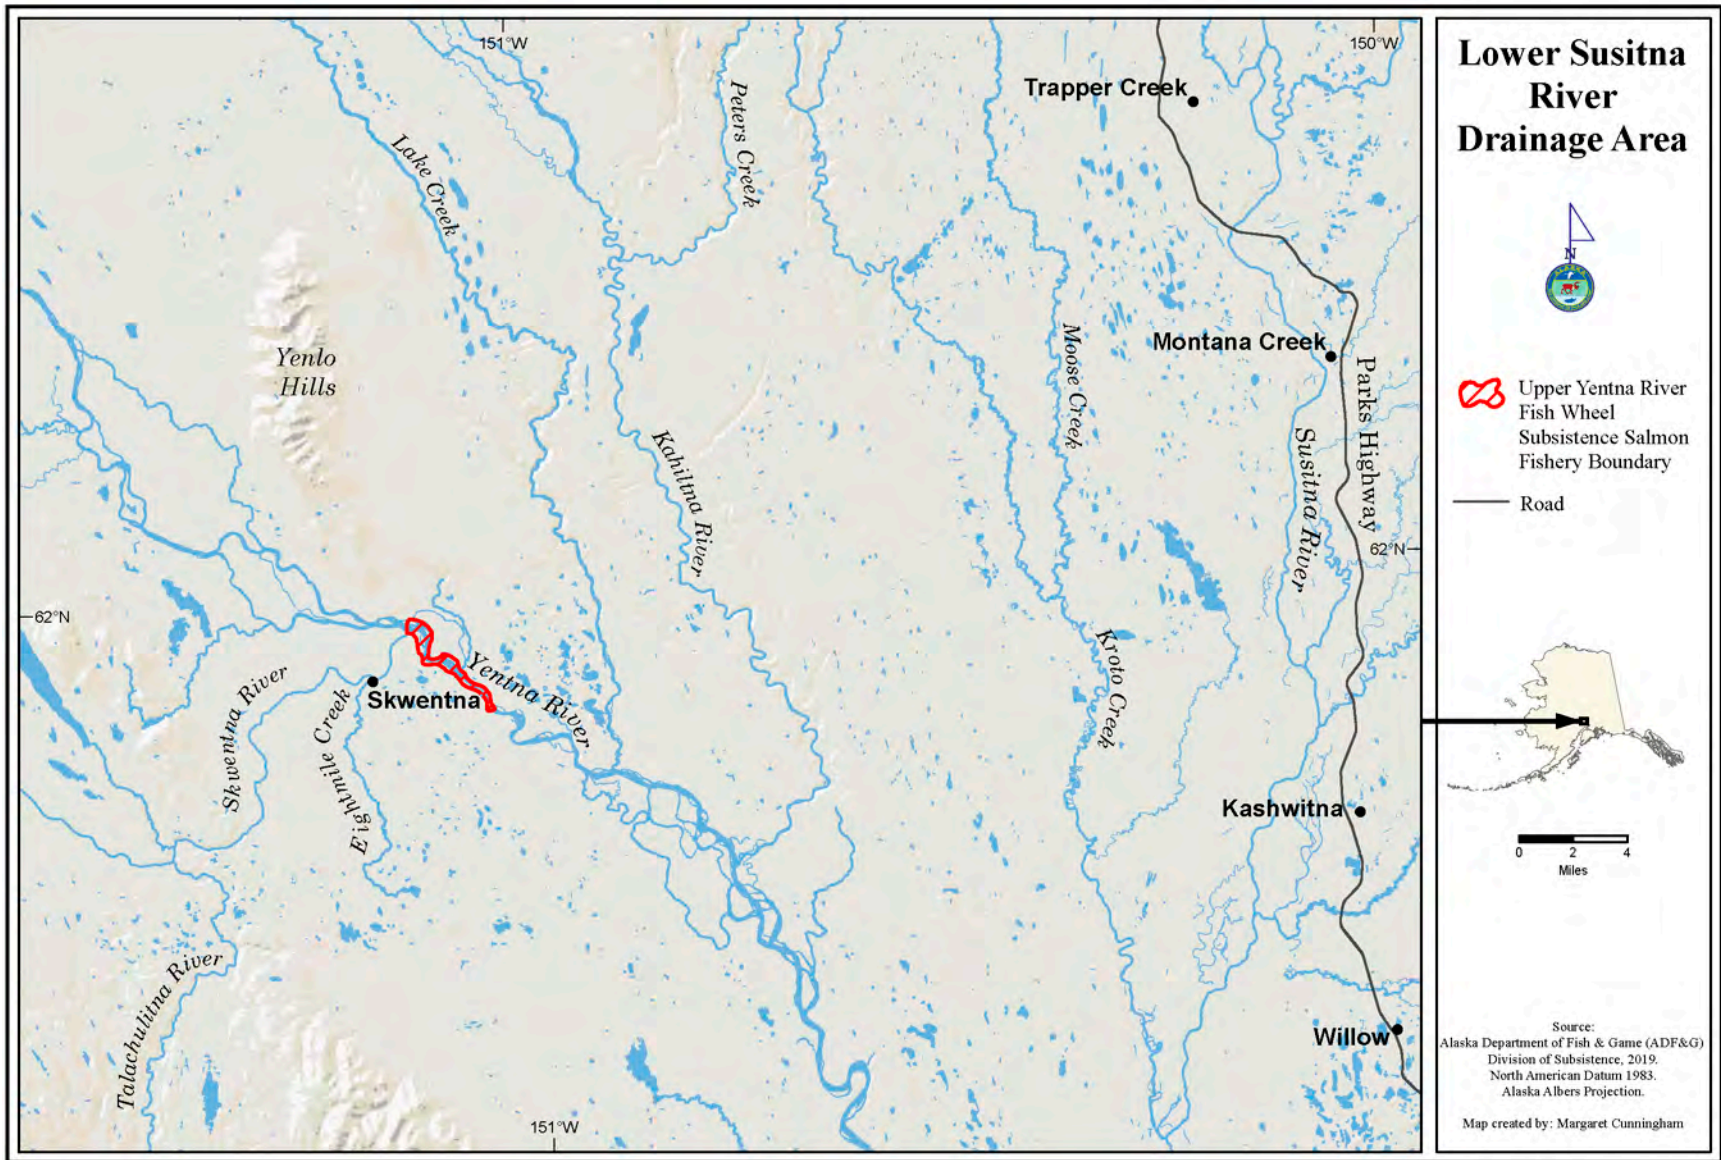 Lower Susitna
River
Drainage Area
N
ALASKA
Upper Yentna River
Fish Wheel
Subsistence Salmon
Fishery Boundary
Road
0 2 4
Miles
Source:
Alaska Department of Fish & Game (ADF&G)
Division of Subsistence, 2019.
North American Datum 1983.
Alaska Albers Projection.
Map created by: Margaret Cunningham
151°W
150°W
Trapper Creek
Peters Creek
Lake Creek
Yenlo
Hills
Moose Creek
Montana Creek
Parks Highway
Kahiltna River
Susitna River
62°N
62°N
Skwentna River
Skwentna
Yentna River
Kroto Creek
Eightmile Creek
Kashwitna
Talachulitna River
Willow
151°W